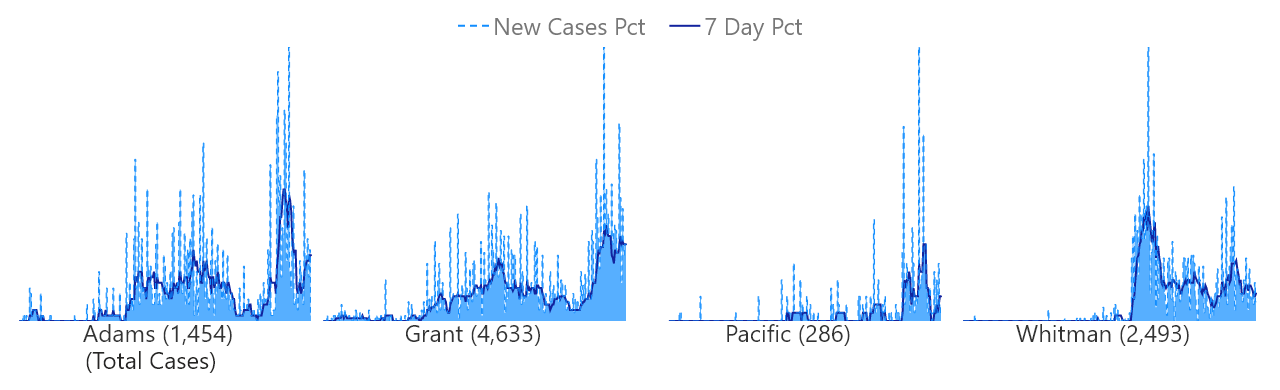 New Cases Pct 7 Day Pct
Adams (1,454) Grant (4,633) Pacific (286) Whitman (2,493)
(Total Cases)